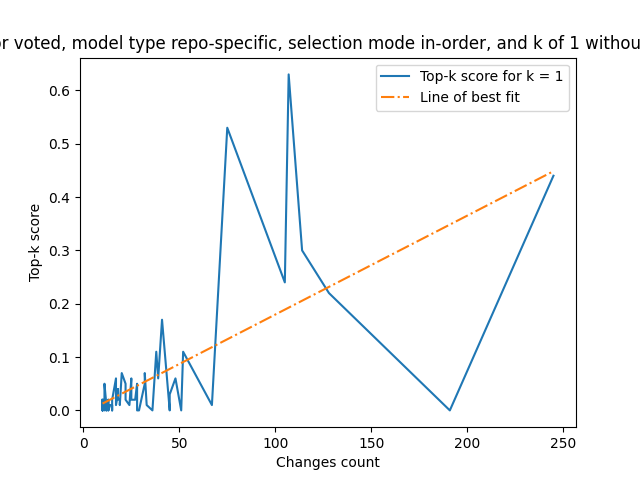 voted, model type repo-specific, selection mode in-order, and k of 1
Top-k score for k = 1
Line of best fit
0.6
0.5
0.4
0.3
0.2
0.1
0.0
Top-k score
0 50 100 150 200 250
Changes count